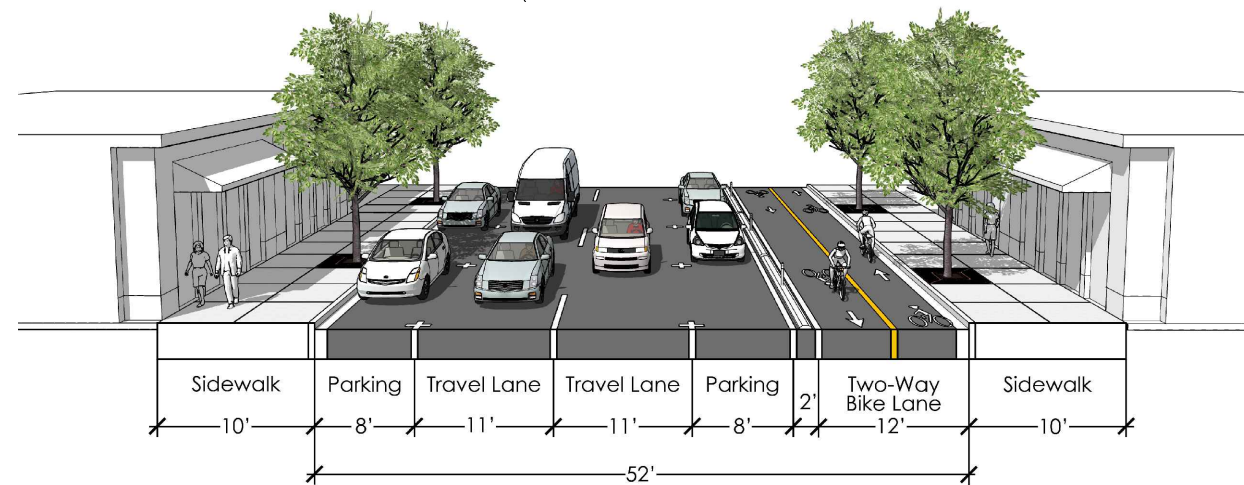 Sidewalk
Parking
Travel Lane
Travel Lane
Parking
2'
Two-Way
Bike Lane
Sidewalk
10'
8'
11'
11'
8'
12'
10'
52'